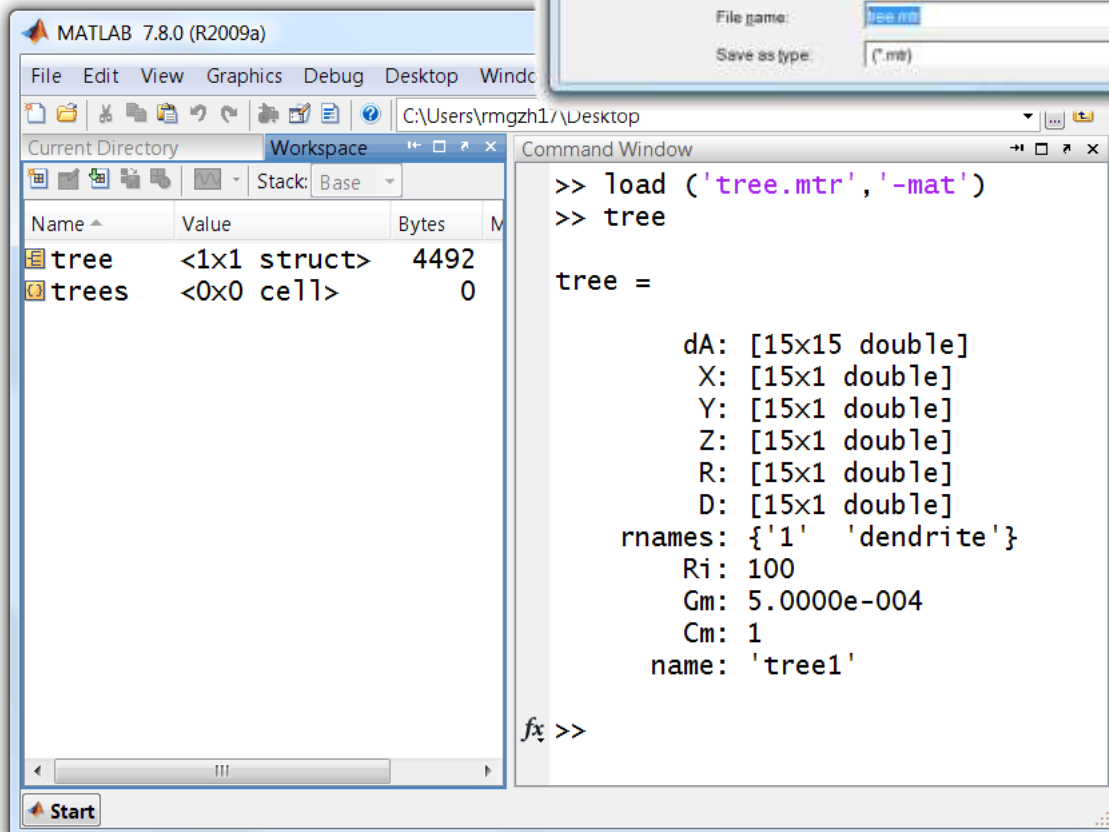 File name: tree.mtr
Save as type: (*.mtr)
MATLAB 7.8.0 (R2009a)
File Edit View Graphics Debug Desktop
C:\Users\rmgzh17\Desktop
Current Directory Workspace
Stack: Base
Name Value Bytes M
tree <1x1 struct> 4492
trees <0x0 cell> 0
Command Window
>> load ('tree.mtr','-mat')
>> tree
tree =
dA: [15x15 double]
X: [15x1 double]
Y: [15x1 double]
Z: [15x1 double]
R: [15x1 double]
D: [15x1 double]
rnames: {'1' 'dendrite'}
Ri: 100
Gm: 5.0000e-004
Cm: 1
name: 'tree1'
fx >>
Start